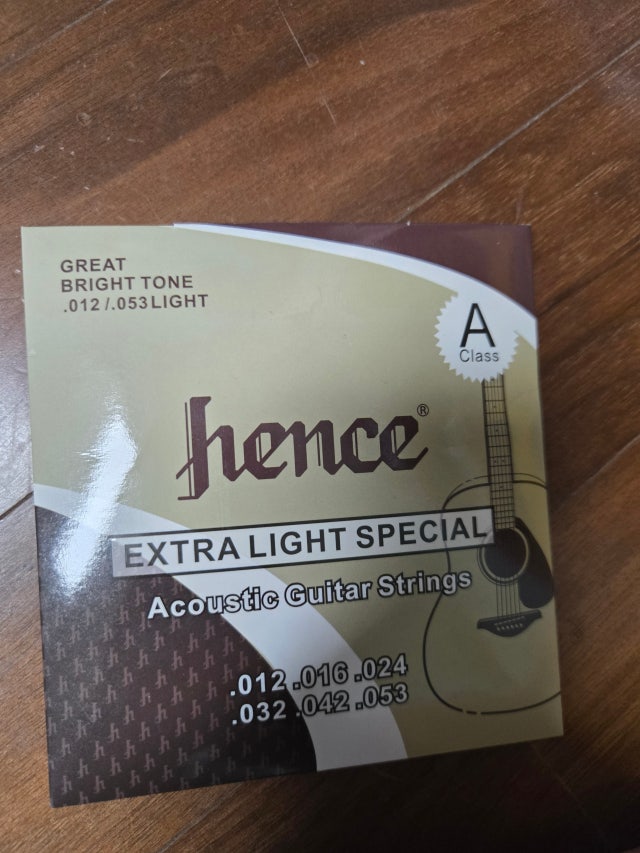 GREAT
BRIGHT TONE
.012 /.053 LIGHT
A
Class
hence®
EXTRA LIGHT SPECIAL
Acoustic Guitar Strings
.012 .016 .024
.032 .042 .053